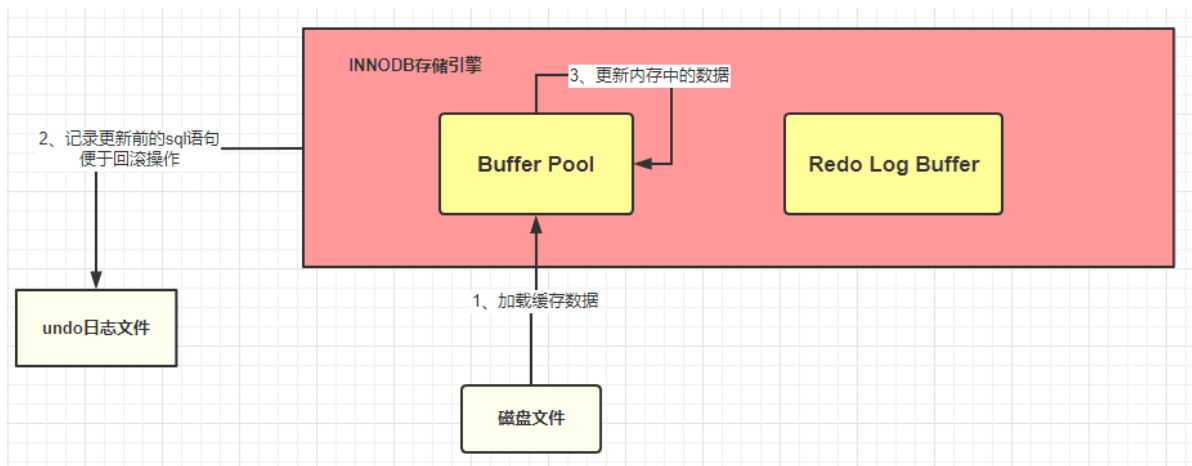 INNODB存储引擎
3、更新内存中的数据
2、记录更新前的sql语句
便于回滚操作
Buffer Pool
Redo Log Buffer
1、加载缓存数据
undo日志文件
磁盘文件